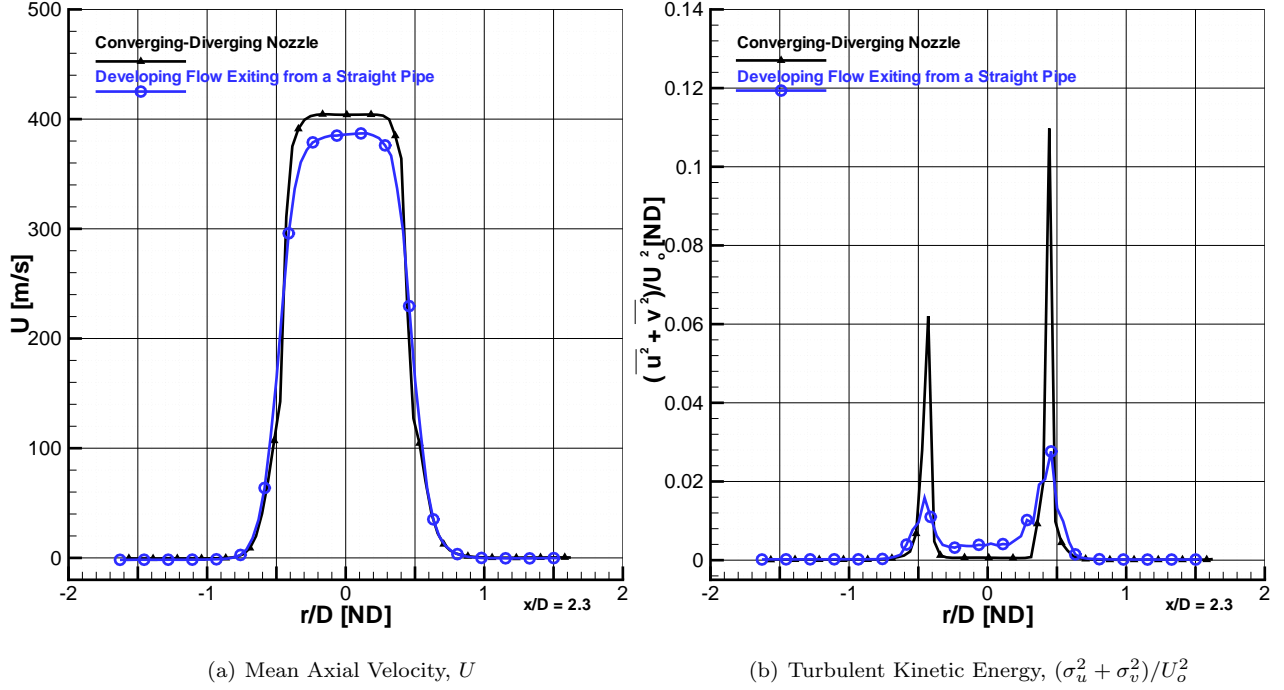 500
400
300
200
100
0
U [m/s]
Converging-Diverging Nozzle
Developing Flow Exiting from a Straight Pipe
-2
-1
0
1
2
r/D [ND]
x/D = 2.3
(a) Mean Axial Velocity, U
0.14
0.12
0.1
0.08
0.06
0.04
0.02
0
(u² + v²)/U_o² [ND]
Converging-Diverging Nozzle
Developing Flow Exiting from a Straight Pipe
-2
-1
0
1
2
r/D [ND]
x/D = 2.3
(b) Turbulent Kinetic Energy, (σ_u² + σ_v²)/U_o²